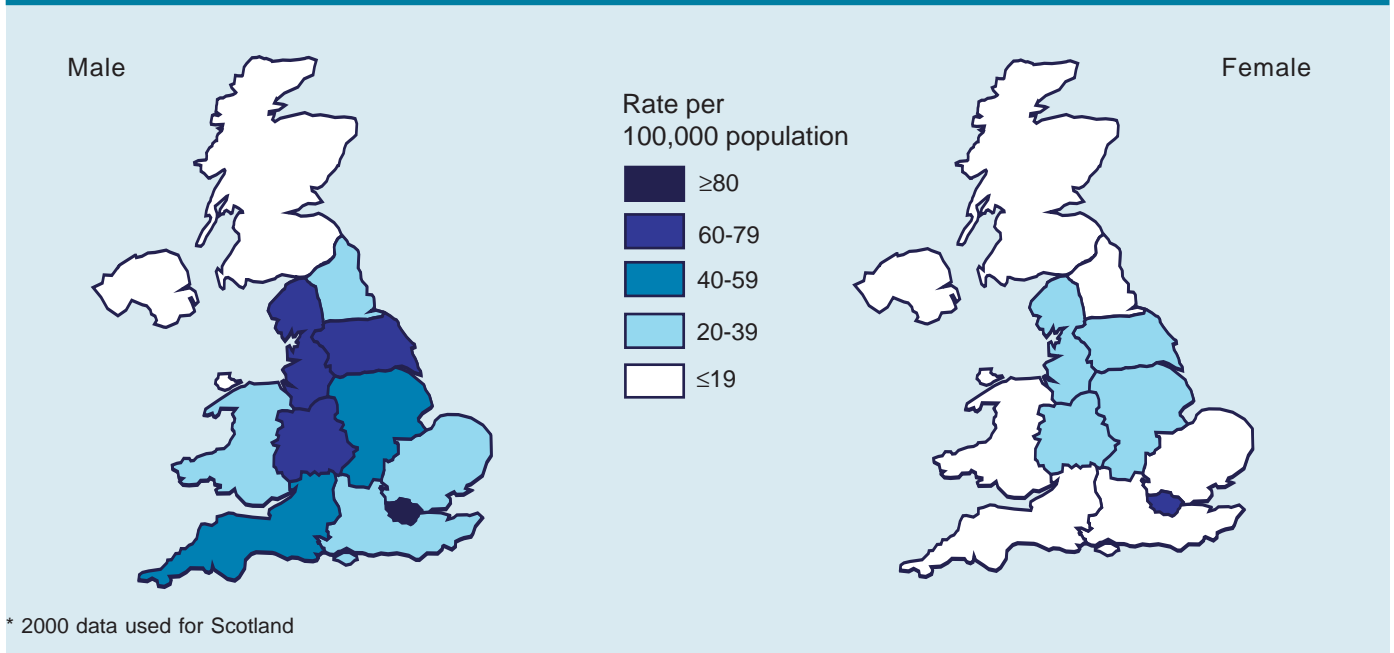 Male
Female
Rate per
100,000 population
≥80
60-79
40-59
20-39
≤19
* 2000 data used for Scotland